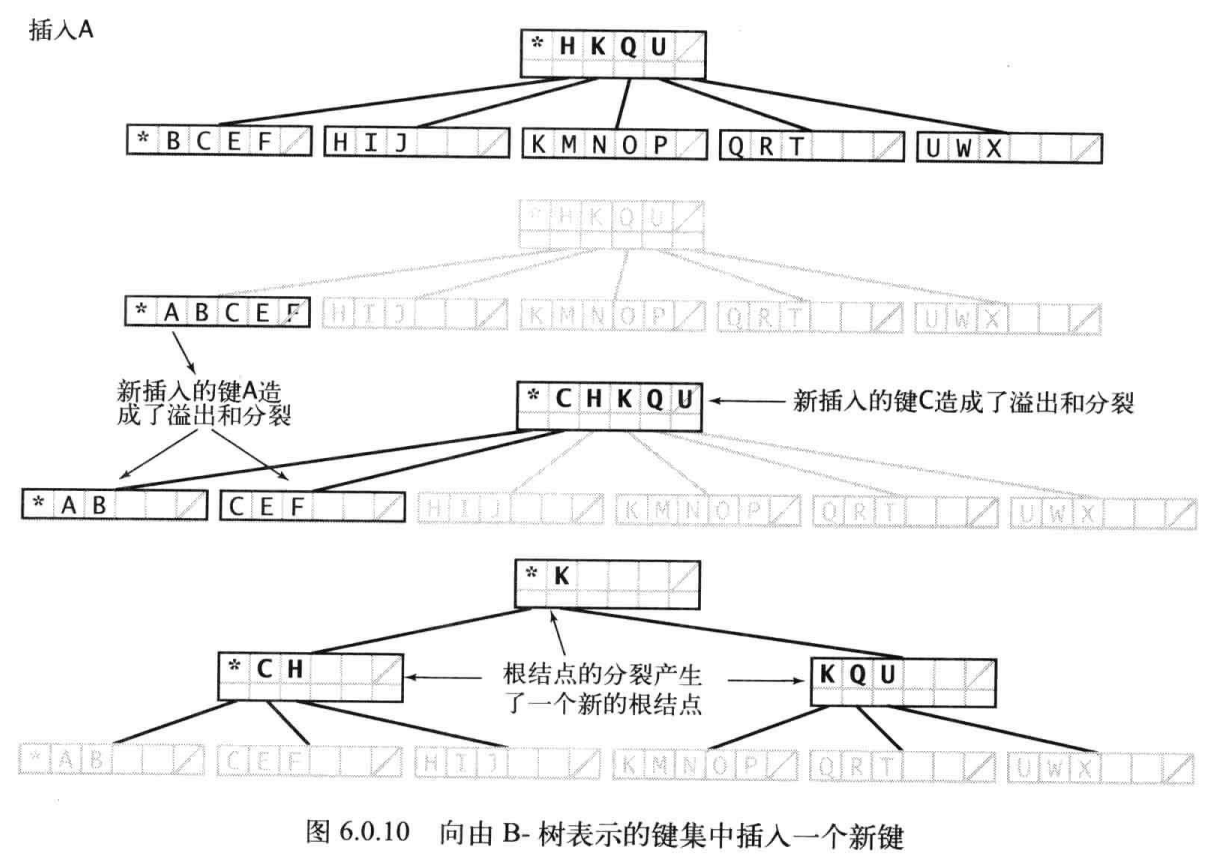 插入A
* H K Q U
* B C E F
H I J
K M N O P
Q R T
U W X
* H K Q U
* A B C E F
H I J
K M N O P
Q R T
U W X
新插入的键A造
成了溢出和分裂
* C H K Q U
新插入的键C造成了溢出和分裂
* A B
C E F
H I J
K M N O P
Q R T
U W X
* K
* C H
根结点的分裂产生
了一个新的根结点
K Q U
* A B
C E F
H I J
K M N O P
Q R T
U W X
图 6.0.10 向由 B- 树表示的键集中插入一个新键